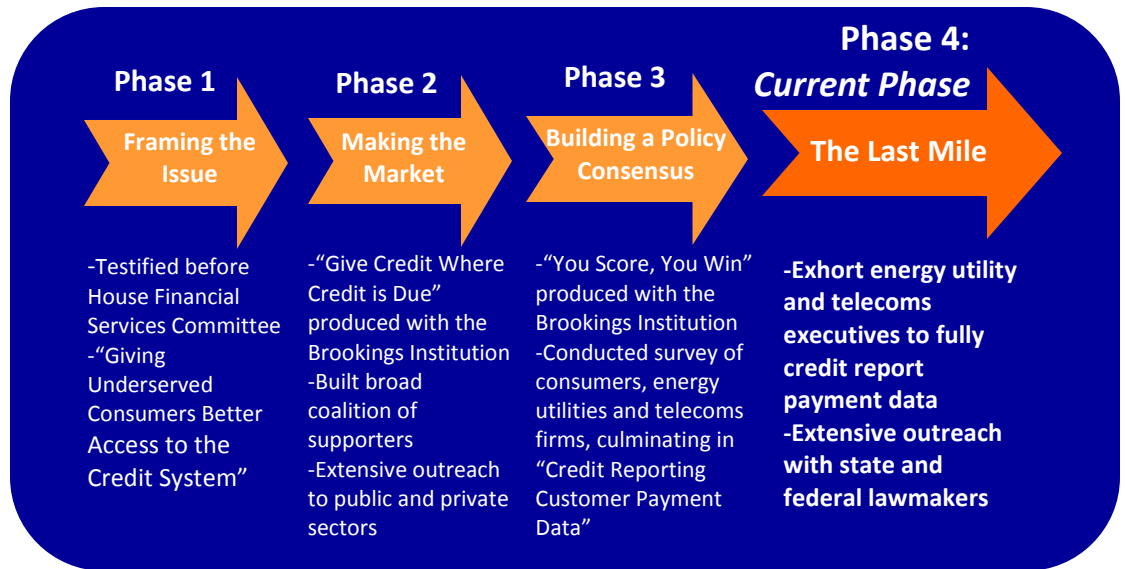 Phase 1
Framing the
Issue
-Testified before
House Financial
Services Committee
-“Giving
Underserved
Consumers Better
Access to the
Credit System”
Phase 2
Making the
Market
-“Give Credit Where
Credit is Due”
produced with the
Brookings Institution
-Built broad
coalition of
supporters
-Extensive outreach
to public and private
sectors
Phase 3
Building a Policy
Consensus
-“You Score, You Win”
produced with the
Brookings Institution
-Conducted survey of
consumers, energy
utilities and telecoms
firms, culminating in
“Credit Reporting
Customer Payment
Data”
Phase 4:
Current Phase
The Last Mile
-Exhort energy utility
and telecoms
executives to fully
credit report
payment data
-Extensive outreach
with state and
federal lawmakers